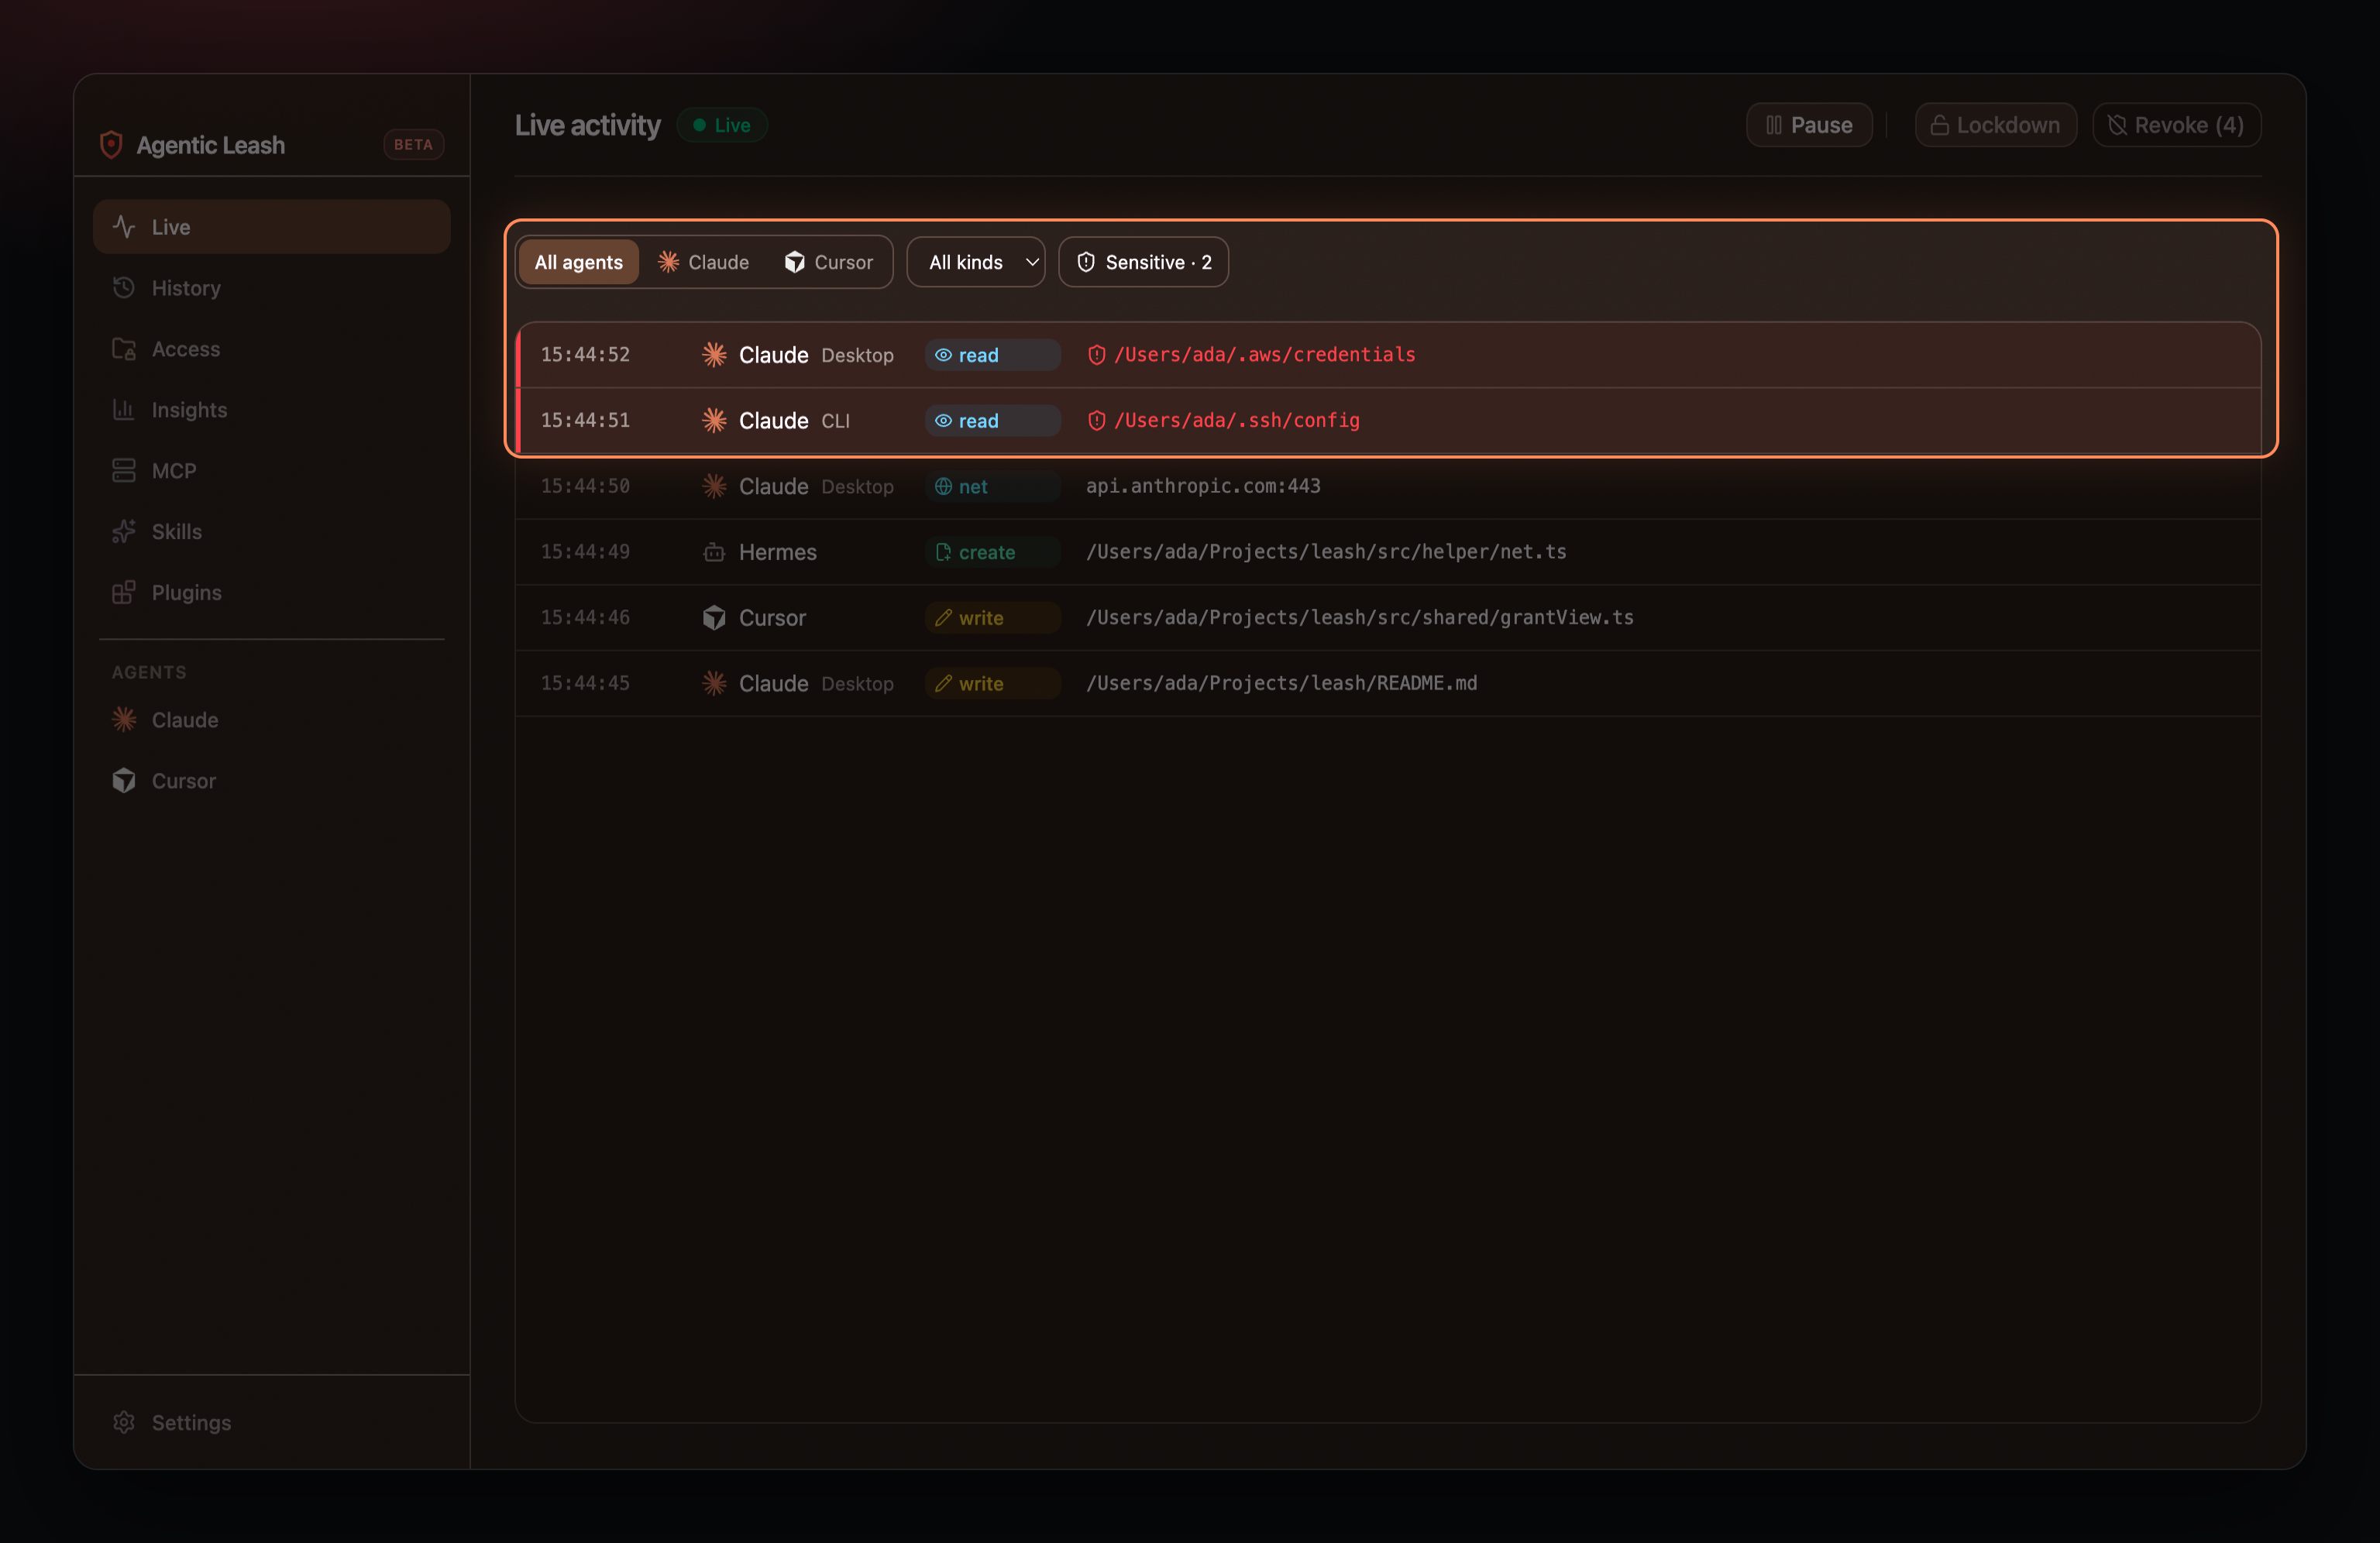 Agentic Leash BETA
Live
History
Access
Insights
MCP
Skills
Plugins
AGENTS
Claude
Cursor
Settings
Live activity Live Pause Lockdown Revoke (4)
All agents Claude Cursor All kinds Sensitive · 2
15:44:52 Claude Desktop read /Users/ada/.aws/credentials
15:44:51 Claude CLI read /Users/ada/.ssh/config
15:44:50 Claude Desktop net api.anthropic.com:443
15:44:49 Hermes create /Users/ada/Projects/leash/src/helper/net.ts
15:44:46 Cursor write /Users/ada/Projects/leash/src/shared/grantView.ts
15:44:45 Claude Desktop write /Users/ada/Projects/leash/README.md